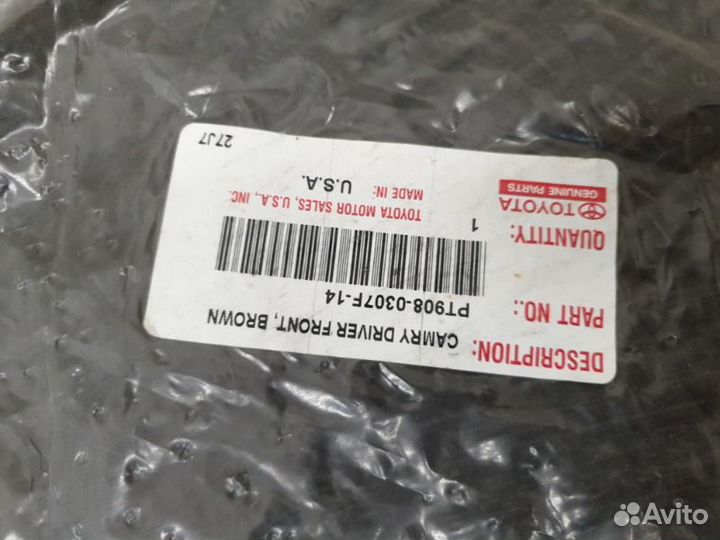 DESCRIPTION:
CAMRY DRIVER FRONT, BROWN
PART NO.:
PT908-0307F-14
QUANTITY:
1
TOYOTA
GENUINE PARTS
TOYOTA MOTOR SALES, U.S.A., INC.
MADE IN: U.S.A.
27J7
Avito